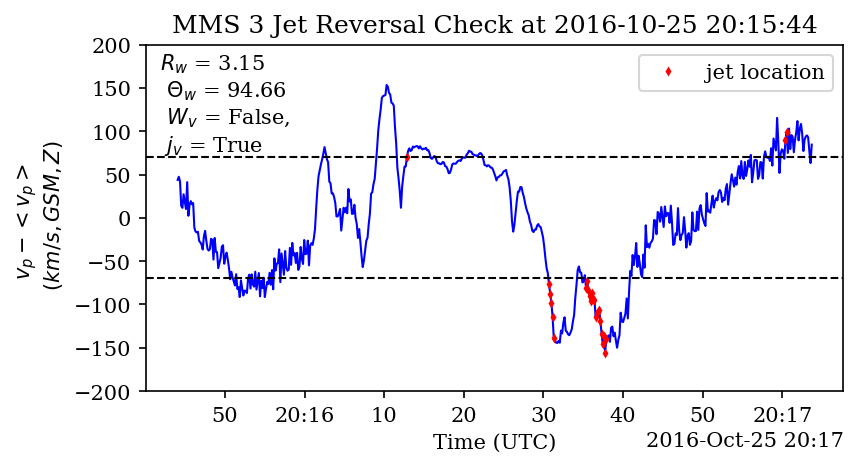 MMS 3 Jet Reversal Check at 2016-10-25 20:15:44
R_w = 3.15
Θ_w = 94.66
W_v = False,
j_v = True
jet location
v_p − < v_p >
(km/s, GSM, Z)
200
150
100
50
0
−50
−100
−150
−200
50 20:16 10 20 30 40 50 20:17
Time (UTC)
2016-Oct-25 20:17